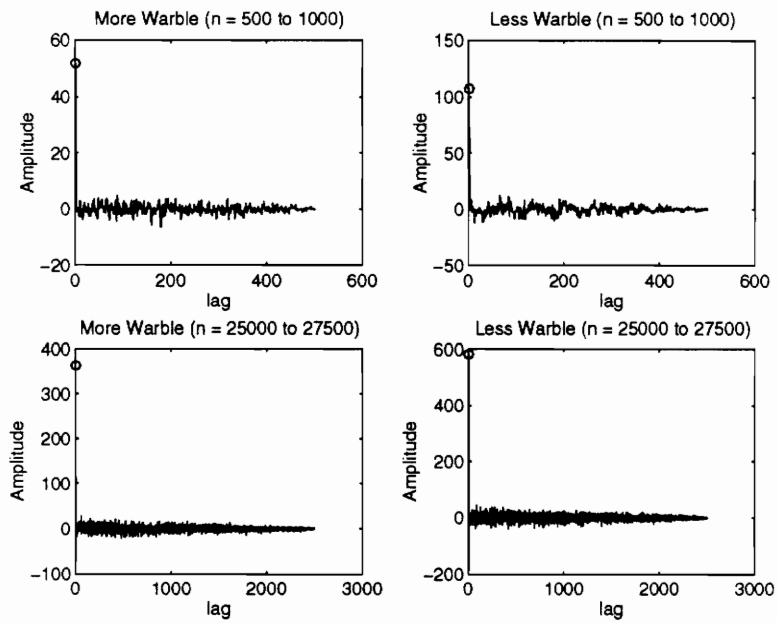 More Warble (n = 500 to 1000)
60
40
20
0
−20
Amplitude
0 200 400 600
lag
Less Warble (n = 500 to 1000)
150
100
50
0
−50
Amplitude
0 200 400 600
lag
More Warble (n = 25000 to 27500)
400
300
200
100
0
−100
Amplitude
0 1000 2000 3000
lag
Less Warble (n = 25000 to 27500)
600
400
200
0
−200
Amplitude
0 1000 2000 3000
lag